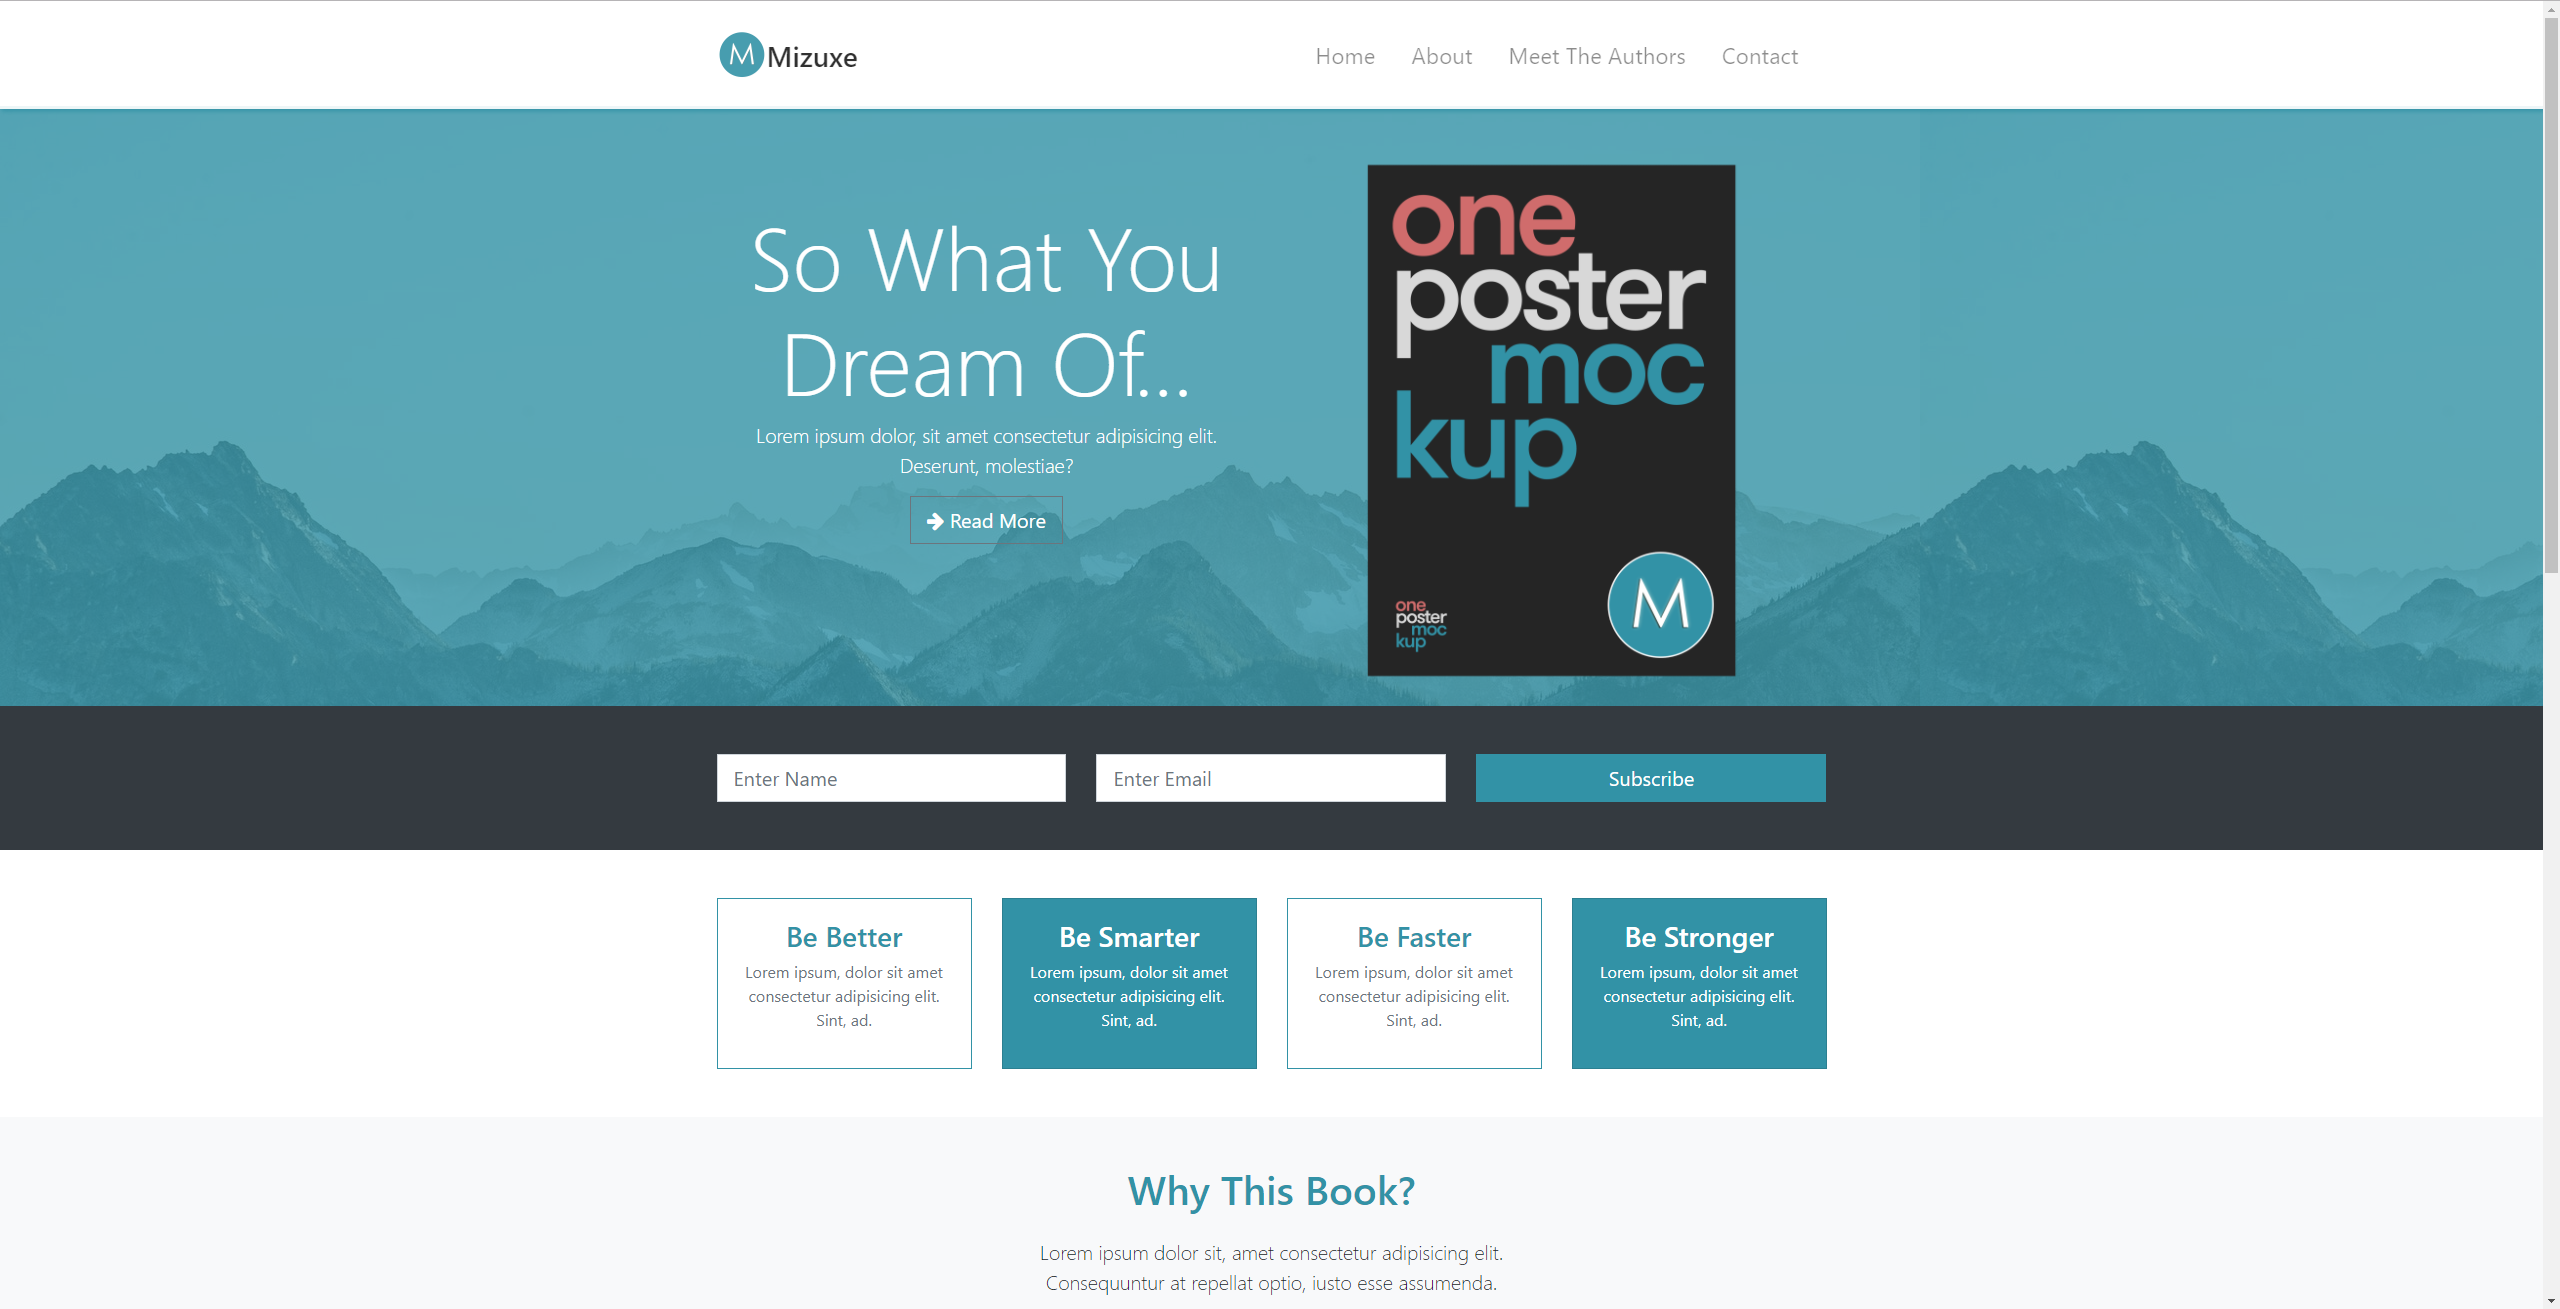 M Mizuxe
Home About Meet The Authors Contact
So What You
Dream Of...
Lorem ipsum dolor, sit amet consectetur adipisicing elit.
Deserunt, molestiae?
Read More
one
poster
moc
kup
one
poster
moc
kup
M
Enter Name
Enter Email
Subscribe
Be Better
Lorem ipsum, dolor sit amet
consectetur adipisicing elit.
Sint, ad.
Be Smarter
Lorem ipsum, dolor sit amet
consectetur adipisicing elit.
Sint, ad.
Be Faster
Lorem ipsum, dolor sit amet
consectetur adipisicing elit.
Sint, ad.
Be Stronger
Lorem ipsum, dolor sit amet
consectetur adipisicing elit.
Sint, ad.
Why This Book?
Lorem ipsum dolor sit, amet consectetur adipisicing elit.
Consequuntur at repellat optio, iusto esse assumenda.